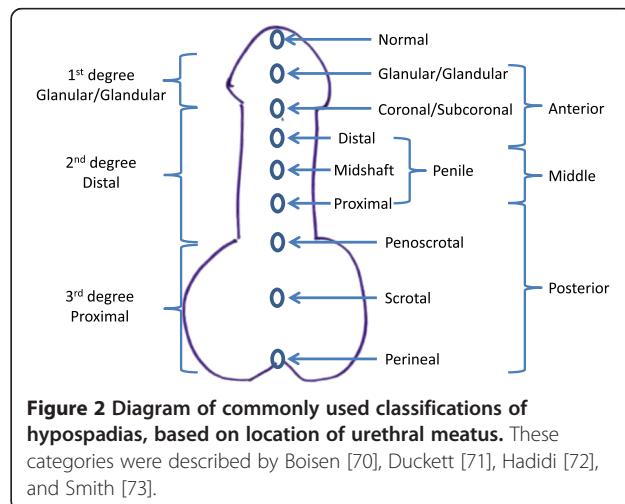 Normal
1st degree
Glanular/Glandular
Glanular/Glandular
Coronal/Subcoronal
Anterior
2nd degree
Distal
Distal
Midshaft
Penile
Middle
Proximal
Penoscrotal
3rd degree
Proximal
Scrotal
Posterior
Perineal
Figure 2 Diagram of commonly used classifications of
hypospadias, based on location of urethral meatus. These
categories were described by Boisen [70], Duckett [71], Hadidi [72],
and Smith [73].